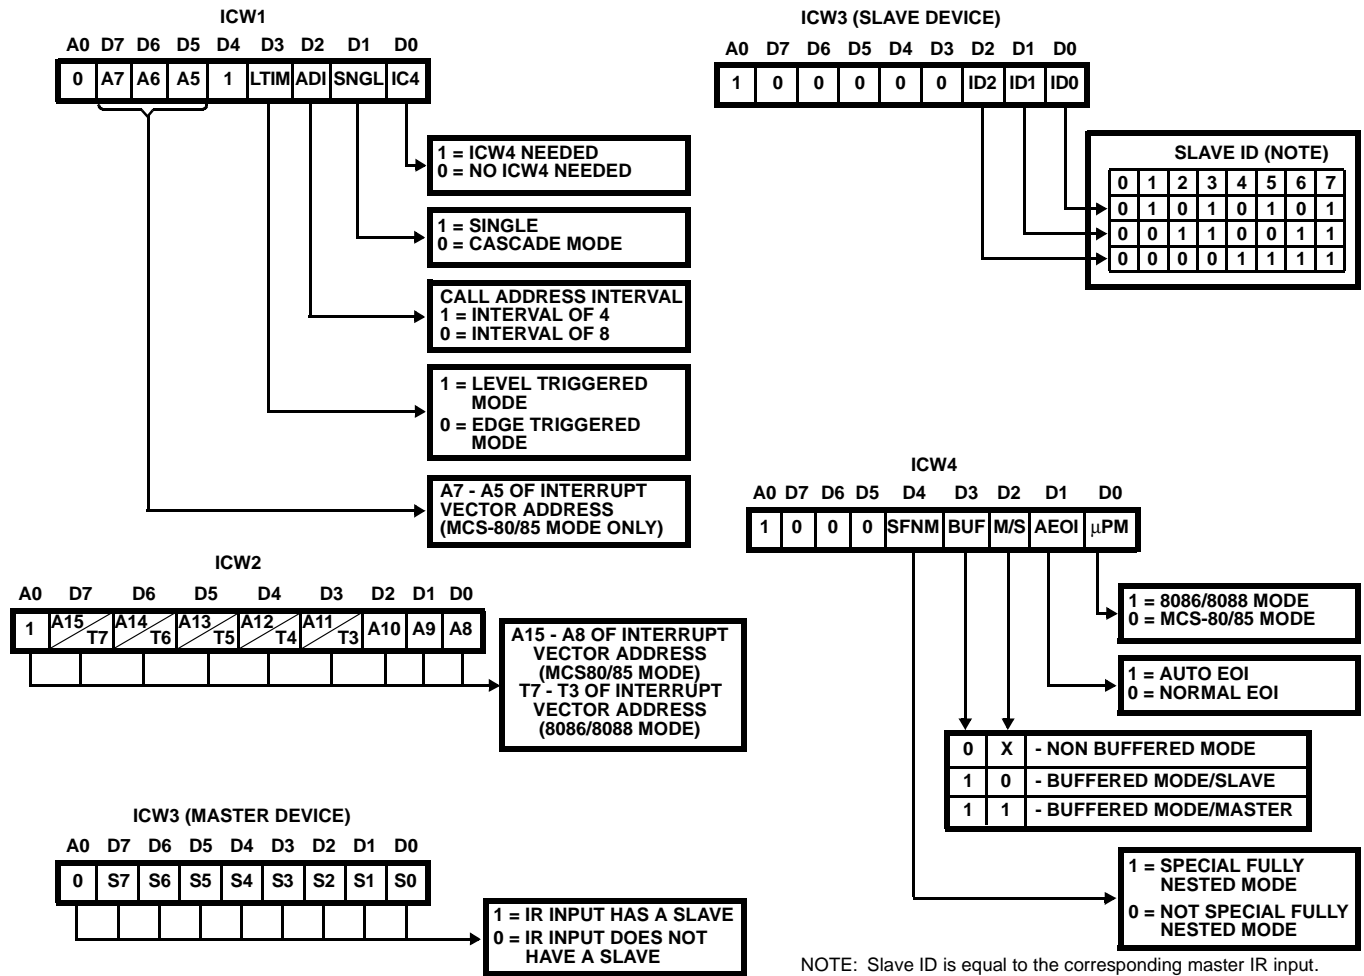 ICW1
A0 D7 D6 D5 D4 D3 D2 D1 D0
0 A7 A6 A5 1 LTIM ADI SNGL IC4
1 = ICW4 NEEDED
0 = NO ICW4 NEEDED
1 = SINGLE
0 = CASCADE MODE
CALL ADDRESS INTERVAL
1 = INTERVAL OF 4
0 = INTERVAL OF 8
1 = LEVEL TRIGGERED
MODE
0 = EDGE TRIGGERED
MODE
A7 - A5 OF INTERRUPT
VECTOR ADDRESS
(MCS-80/85 MODE ONLY)
ICW2
A0 D7 D6 D5 D4 D3 D2 D1 D0
1 A15/T7 A14/T6 A13/T5 A12/T4 A11/T3 A10 A9 A8
A15 - A8 OF INTERRUPT
VECTOR ADDRESS
(MCS80/85 MODE)
T7 - T3 OF INTERRUPT
VECTOR ADDRESS
(8086/8088 MODE)
ICW3 (MASTER DEVICE)
A0 D7 D6 D5 D4 D3 D2 D1 D0
0 S7 S6 S5 S4 S3 S2 S1 S0
1 = IR INPUT HAS A SLAVE
0 = IR INPUT DOES NOT
HAVE A SLAVE
ICW3 (SLAVE DEVICE)
A0 D7 D6 D5 D4 D3 D2 D1 D0
1 0 0 0 0 0 ID2 ID1 ID0
SLAVE ID (NOTE)
0 1 2 3 4 5 6 7
0 1 0 1 0 1 0 1
0 0 1 1 0 0 1 1
0 0 0 0 1 1 1 1
ICW4
A0 D7 D6 D5 D4 D3 D2 D1 D0
1 0 0 0 SFNM BUF M/S AEOI μPM
1 = 8086/8088 MODE
0 = MCS-80/85 MODE
1 = AUTO EOI
0 = NORMAL EOI
0 X - NON BUFFERED MODE
1 0 - BUFFERED MODE/SLAVE
1 1 - BUFFERED MODE/MASTER
1 = SPECIAL FULLY
NESTED MODE
0 = NOT SPECIAL FULLY
NESTED MODE
NOTE: Slave ID is equal to the corresponding master IR input.